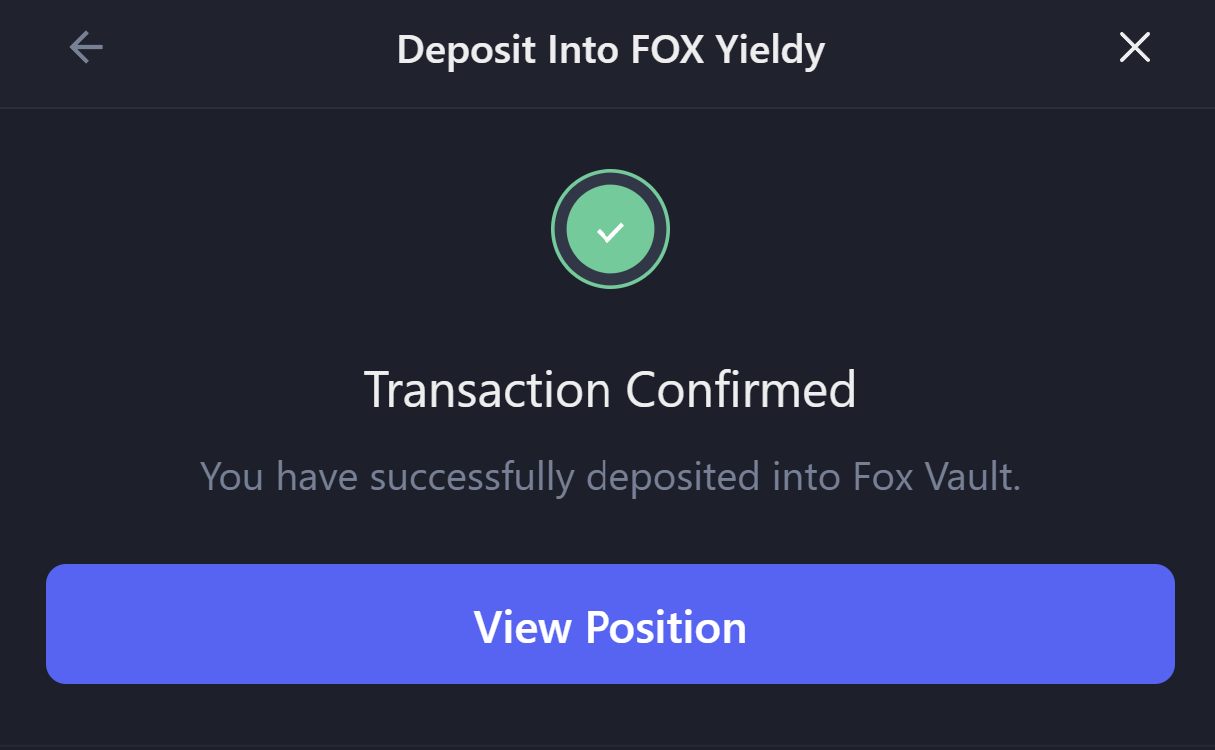 Deposit Into FOX Yieldy
Transaction Confirmed
You have successfully deposited into Fox Vault.
View Position